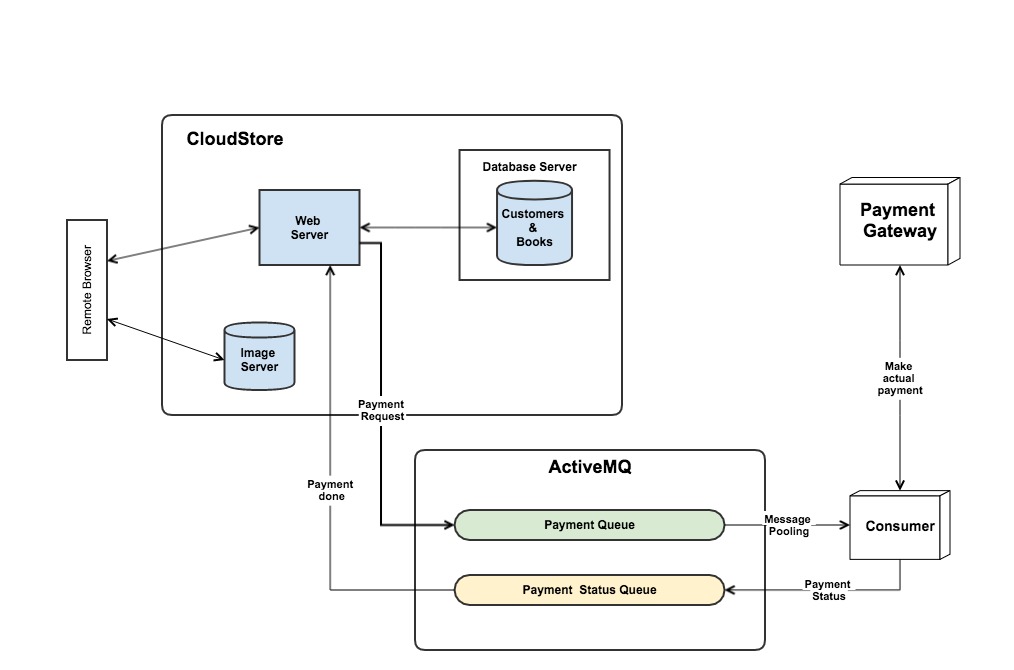 CloudStore
Database Server
Web
Server
Customers
&
Books
Payment
Gateway
Remote Browser
Image
Server
Make
actual
payment
Payment
Request
ActiveMQ
Payment
done
Payment Queue
Message
Pooling
Consumer
Payment  Status Queue
Payment
Status